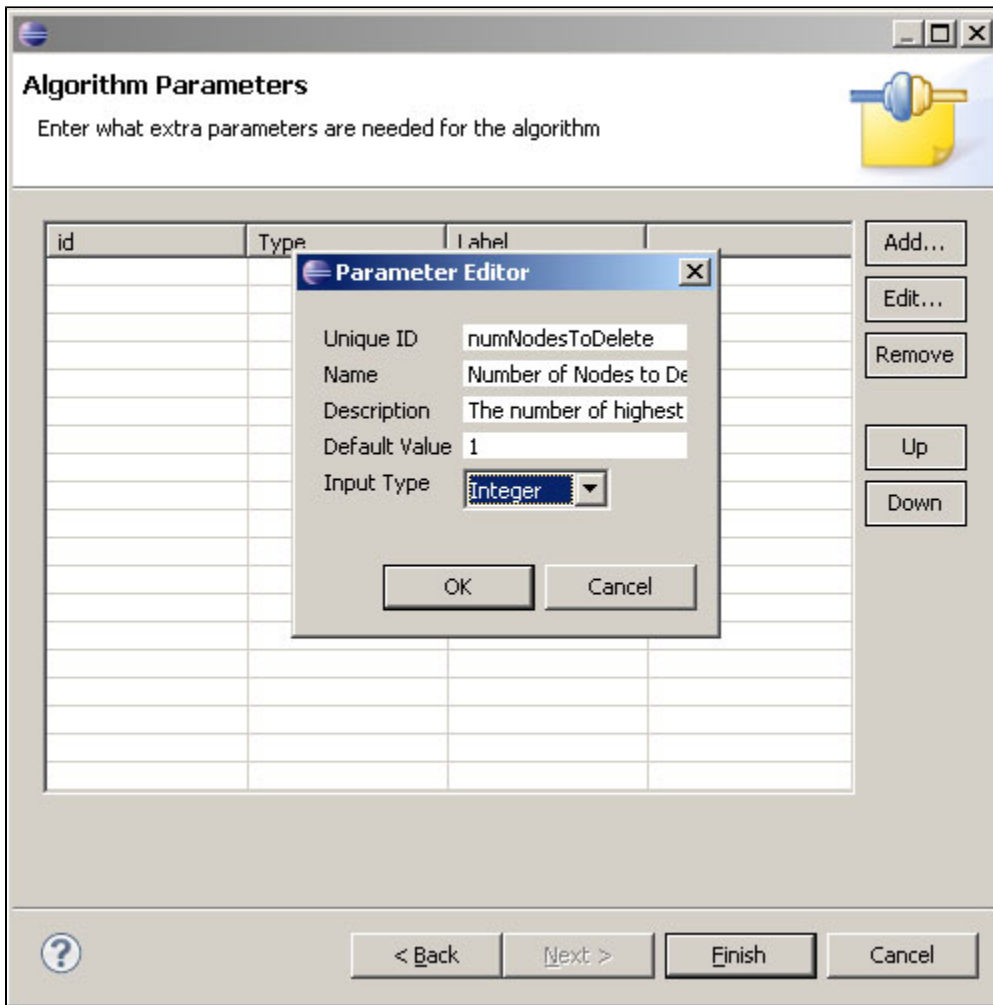 Algorithm Parameters
Enter what extra parameters are needed for the algorithm
id Type Label
Add...
Edit...
Remove
Up
Down
Parameter Editor
Unique ID numNodesToDelete
Name Number of Nodes to De
Description The number of highest
Default Value 1
Input Type Integer
OK Cancel
? < Back Next > Finish Cancel